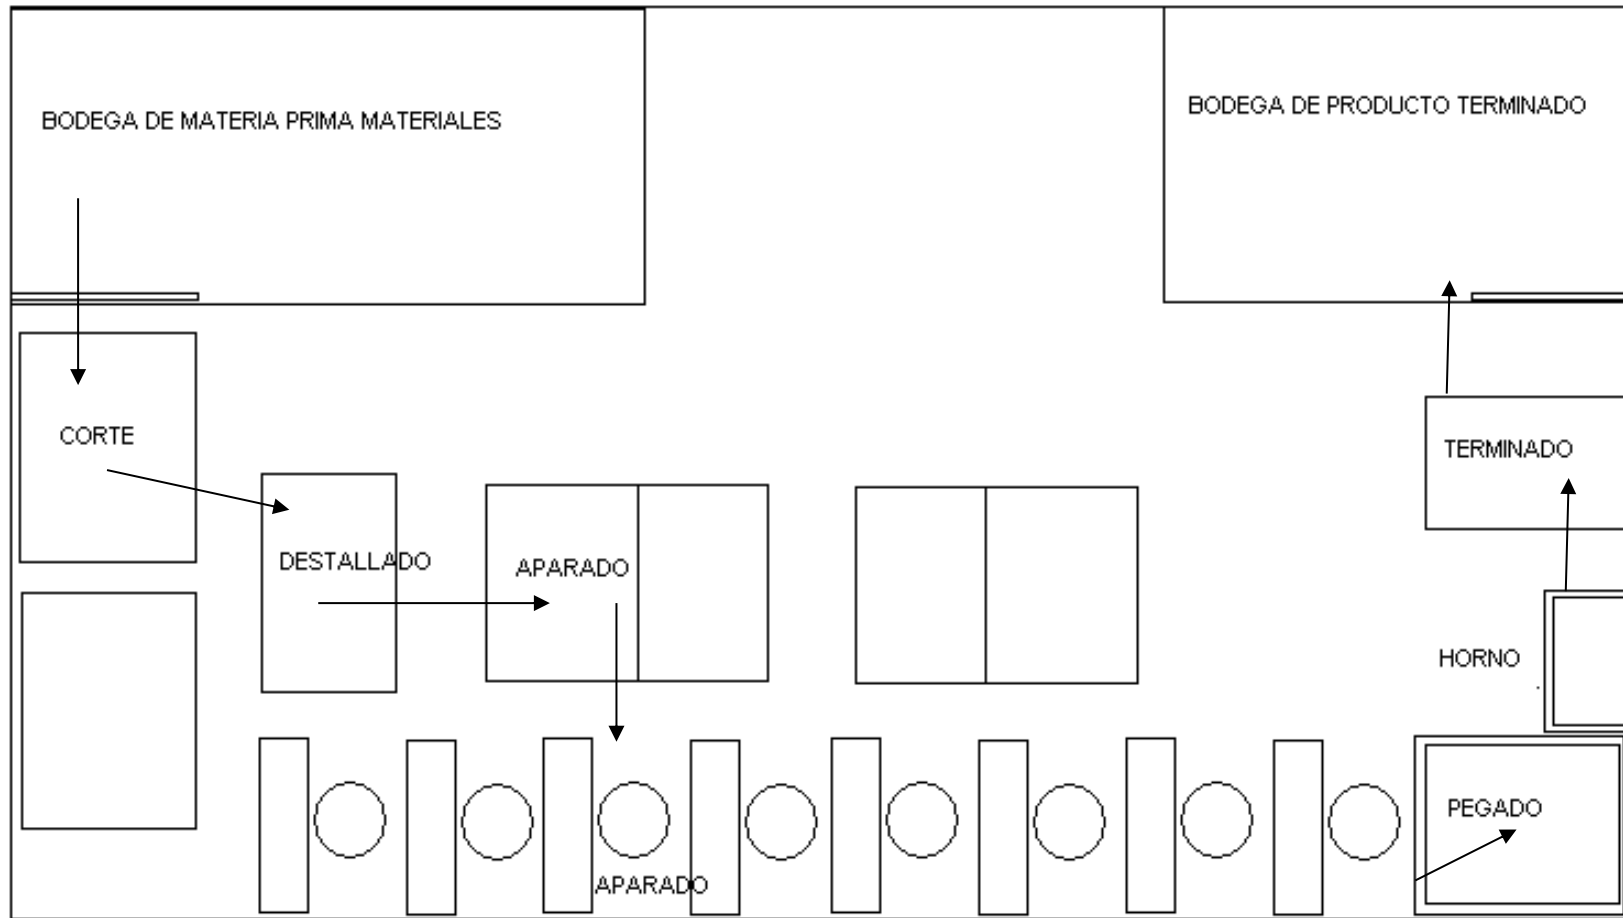 BODEGA DE MATERIA PRIMA MATERIALES
BODEGA DE PRODUCTO TERMINADO
CORTE
TERMINADO
DESTALLADO
APARADO
HORNO
PEGADO
APARADO